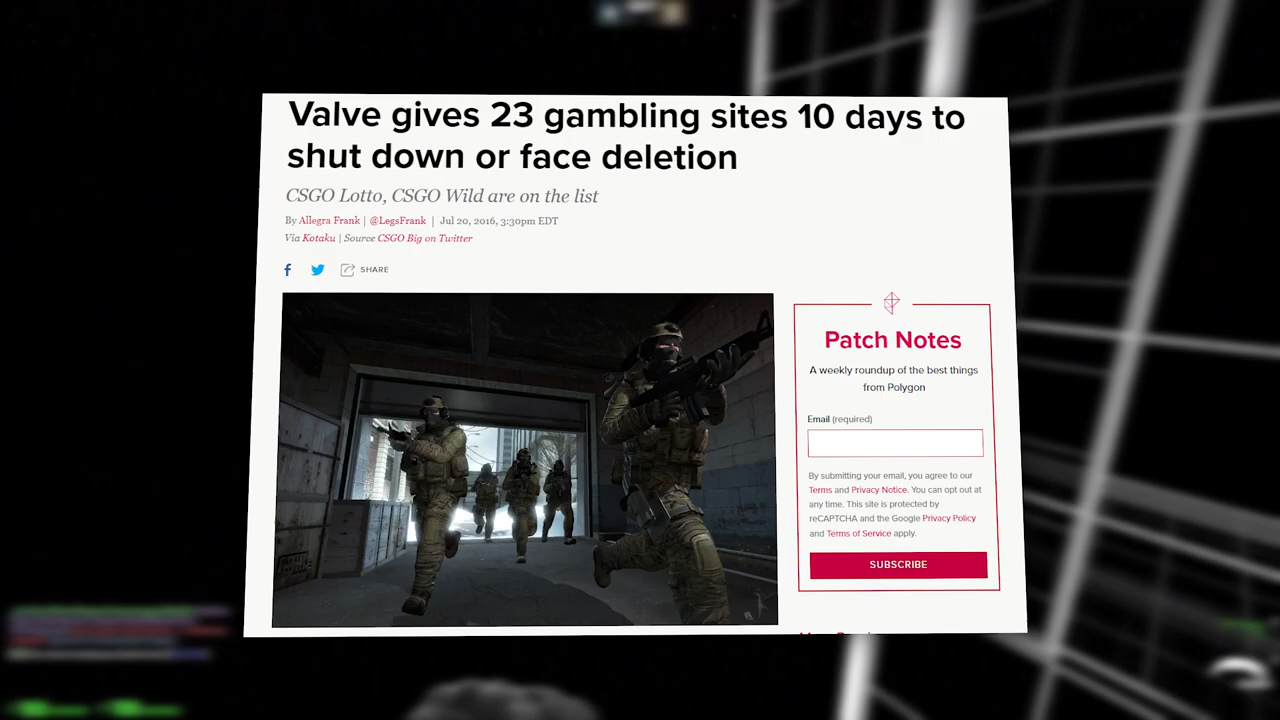 Valve gives 23 gambling sites 10 days to
shut down or face deletion
CSGO Lotto, CSGO Wild are on the list
By Allegra Frank | @LegsFrank | Jul 20, 2016, 3:30pm EDT
Via Kotaku | Source CSGO Big on Twitter
SHARE
Patch Notes
A weekly roundup of the best things
from Polygon
Email (required)
By submitting your email, you agree to our
Terms and Privacy Notice. You can opt out at
any time. This site is protected by
reCAPTCHA and the Google Privacy Policy
and Terms of Service apply.
SUBSCRIBE